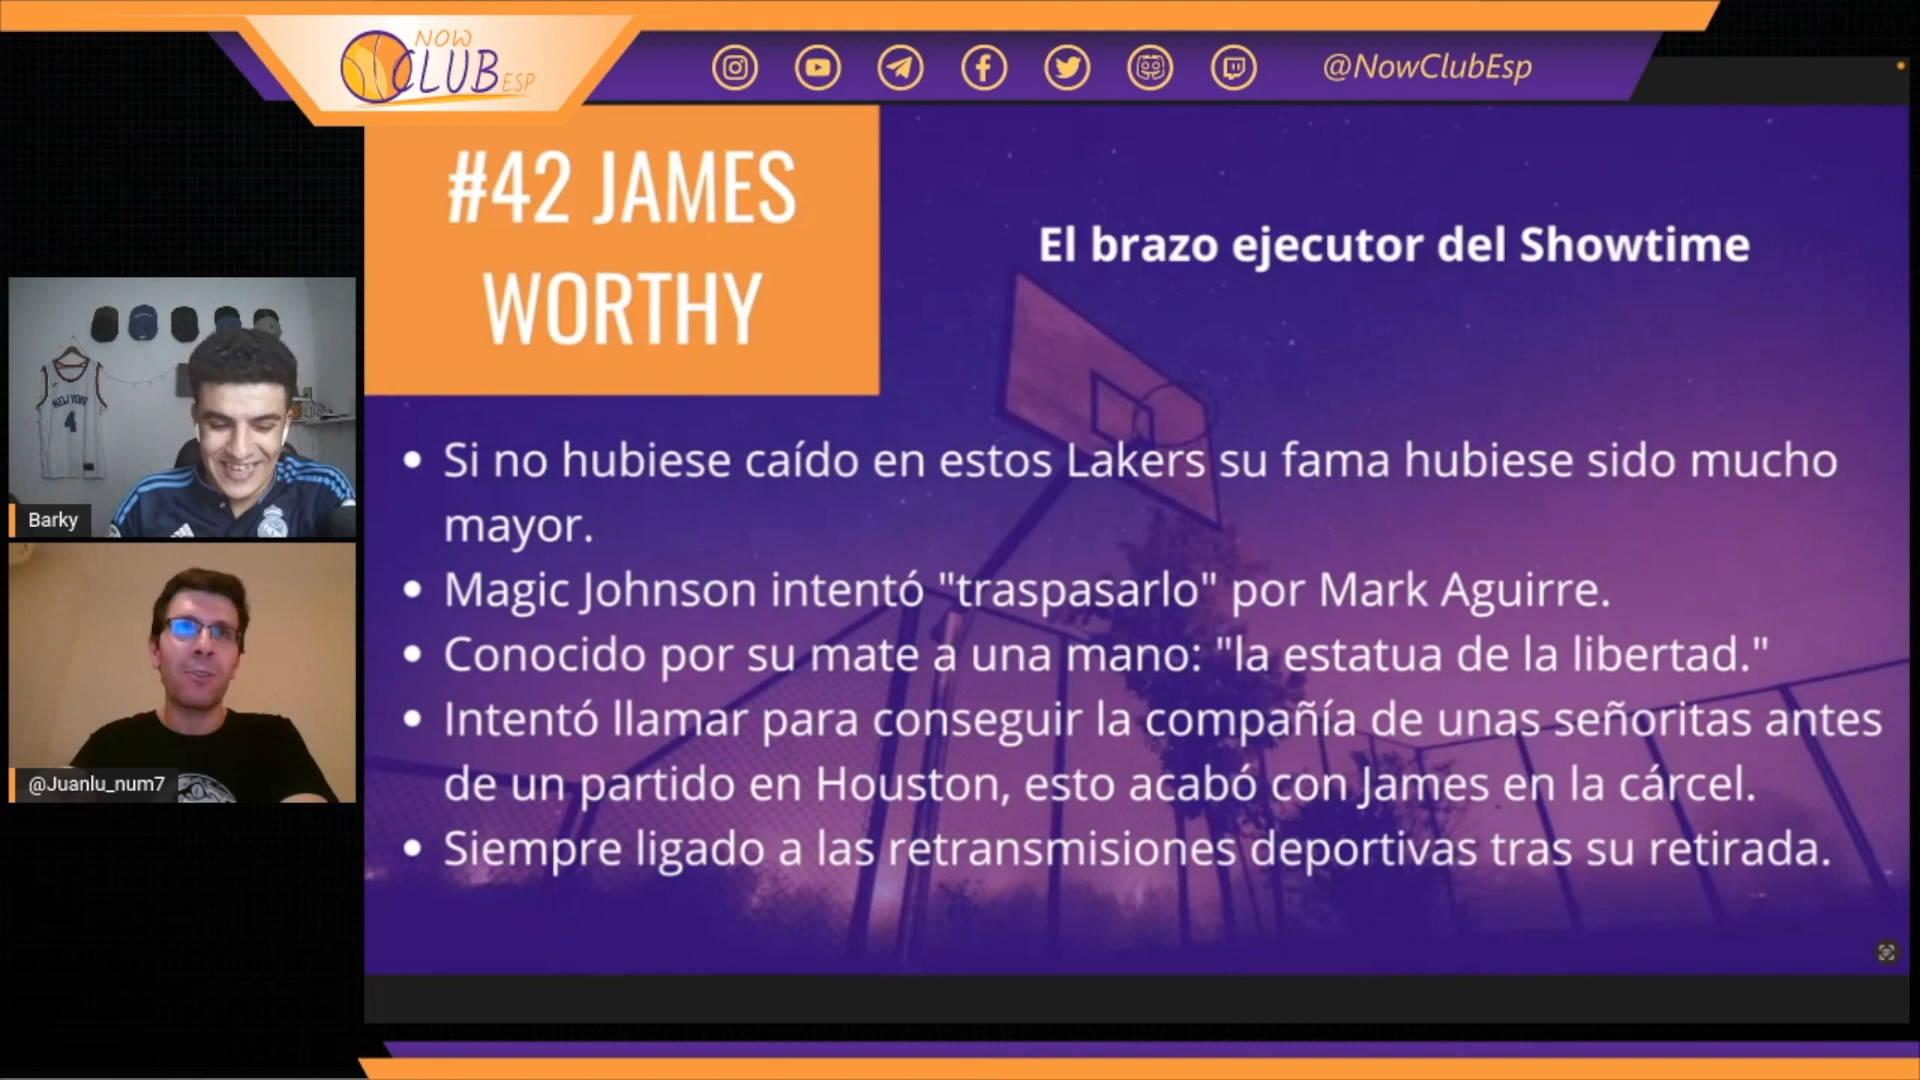 NOW
CLUB ESP
@NowClubEsp
#42 JAMES
WORTHY
El brazo ejecutor del Showtime
NEW YORK
4
Barky
@Juanlu_num7
• Si no hubiese caído en estos Lakers su fama hubiese sido mucho
mayor.
• Magic Johnson intentó "traspasarlo" por Mark Aguirre.
• Conocido por su mate a una mano: "la estatua de la libertad."
• Intentó llamar para conseguir la compañía de unas señoritas antes
de un partido en Houston, esto acabó con James en la cárcel.
• Siempre ligado a las retransmisiones deportivas tras su retirada.